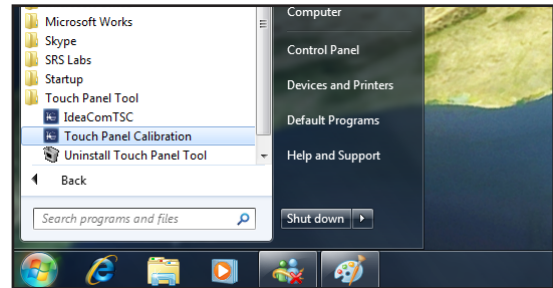 Microsoft Works
Skype
SRS Labs
Startup
Touch Panel Tool
IdeaComTSC
Touch Panel Calibration
Uninstall Touch Panel Tool
Back
Search programs and files
Computer
Control Panel
Devices and Printers
Default Programs
Help and Support
Shut down